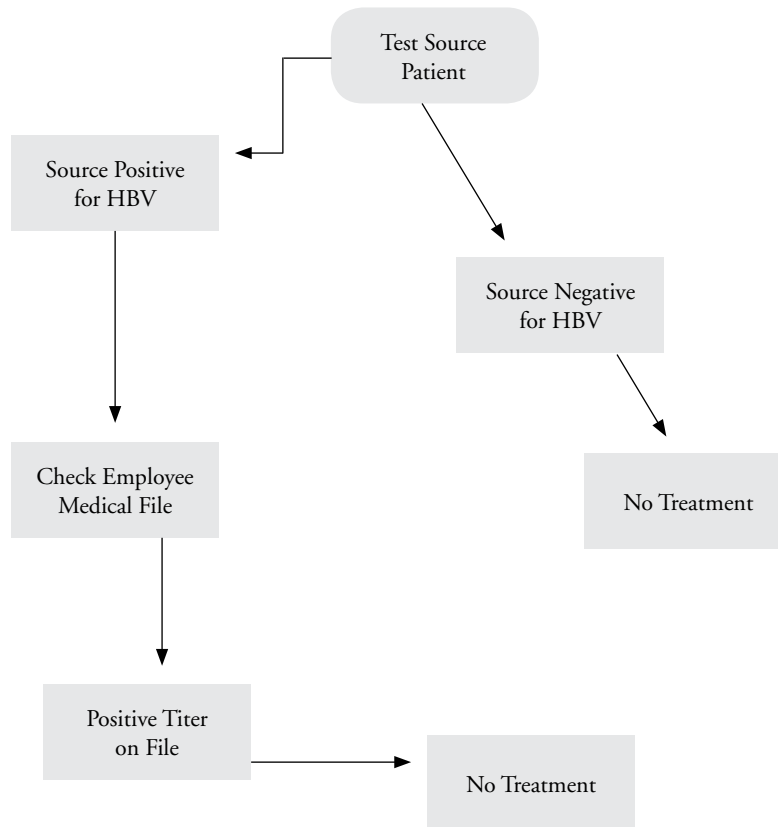 Test Source
Patient
Source Positive
for HBV
Source Negative
for HBV
Check Employee
Medical File
No Treatment
Positive Titer
on File
No Treatment